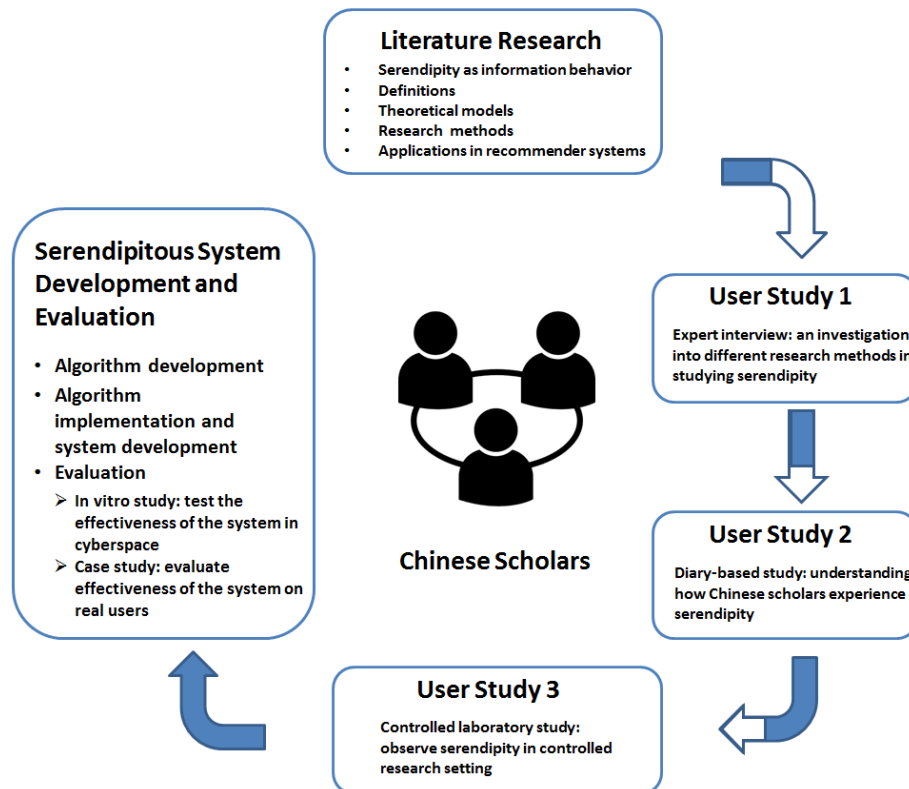 Literature Research
• Serendipity as information behavior
• Definitions
• Theoretical models
• Research methods
• Applications in recommender systems
User Study 1
Expert interview: an investigation
into different research methods in
studying serendipity
User Study 2
Diary-based study: understanding
how Chinese scholars experience
serendipity
User Study 3
Controlled laboratory study:
observe serendipity in controlled
research setting
Serendipitous System
Development and
Evaluation
• Algorithm development
• Algorithm
implementation and
system development
• Evaluation
➢ In vitro study: test the
effectiveness of the system in
cyberspace
➢ Case study: evaluate
effectiveness of the system on
real users
Chinese Scholars